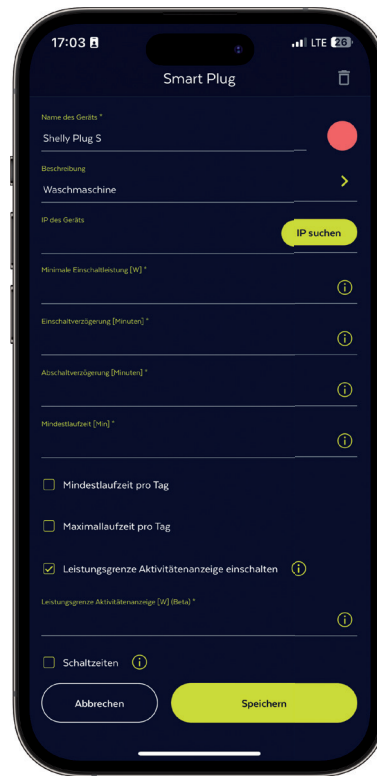 17:03 LTE 26
Smart Plug
Name des Geräts *
Shelly Plug S
Beschreibung
Waschmaschine
IP des Geräts
IP suchen
Minimale Einschaltleistung [W] *
Einschaltverzögerung [Minuten] *
Abschaltverzögerung [Minuten] *
Mindestlaufzeit [Min] *
Mindestlaufzeit pro Tag
Maximallaufzeit pro Tag
Leistungsgrenze Aktivitätenanzeige einschalten
Leistungsgrenze Aktivitätenanzeige [W] (Beta) *
Schaltzeiten
Abbrechen
Speichern